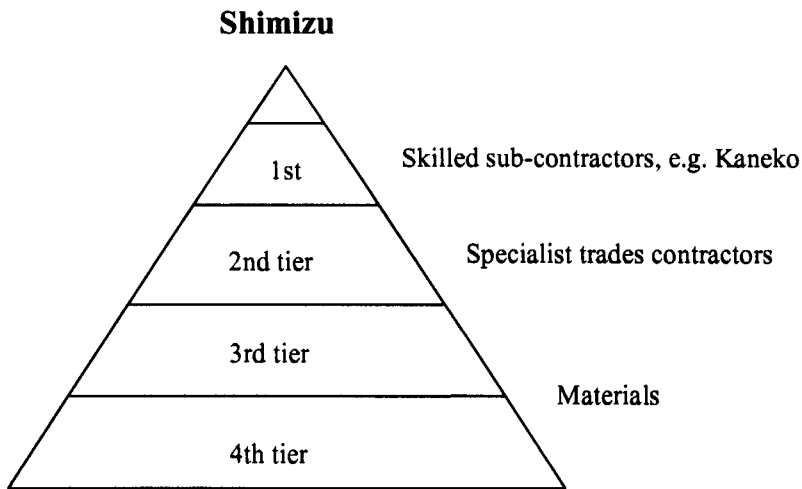 Shimizu
1st
Skilled sub-contractors, e.g. Kaneko
2nd tier
Specialist trades contractors
3rd tier
Materials
4th tier